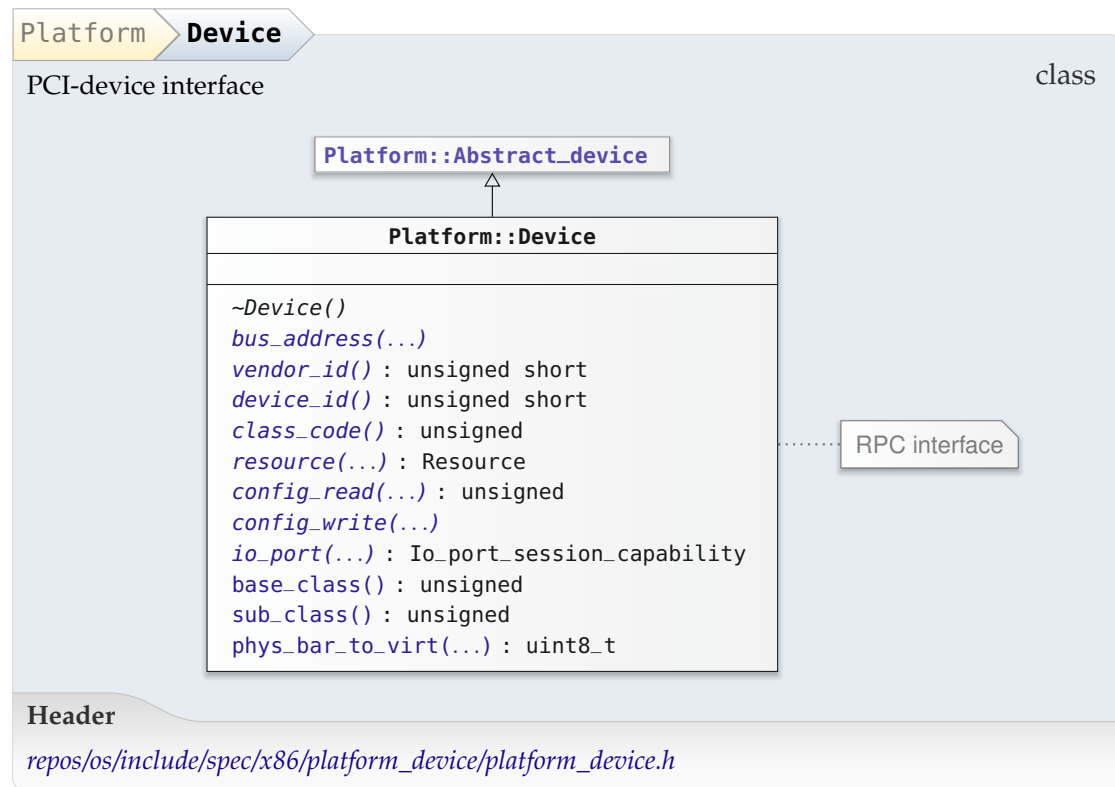 Platform Device
class
PCI-device interface
Platform::Abstract_device
Platform::Device
~Device()
bus_address(...)
vendor_id() : unsigned short
device_id() : unsigned short
class_code() : unsigned
resource(...) : Resource
config_read(...) : unsigned
config_write(...)
io_port(...) : Io_port_session_capability
base_class() : unsigned
sub_class() : unsigned
phys_bar_to_virt(...) : uint8_t
RPC interface
Header
repos/os/include/spec/x86/platform_device/platform_device.h